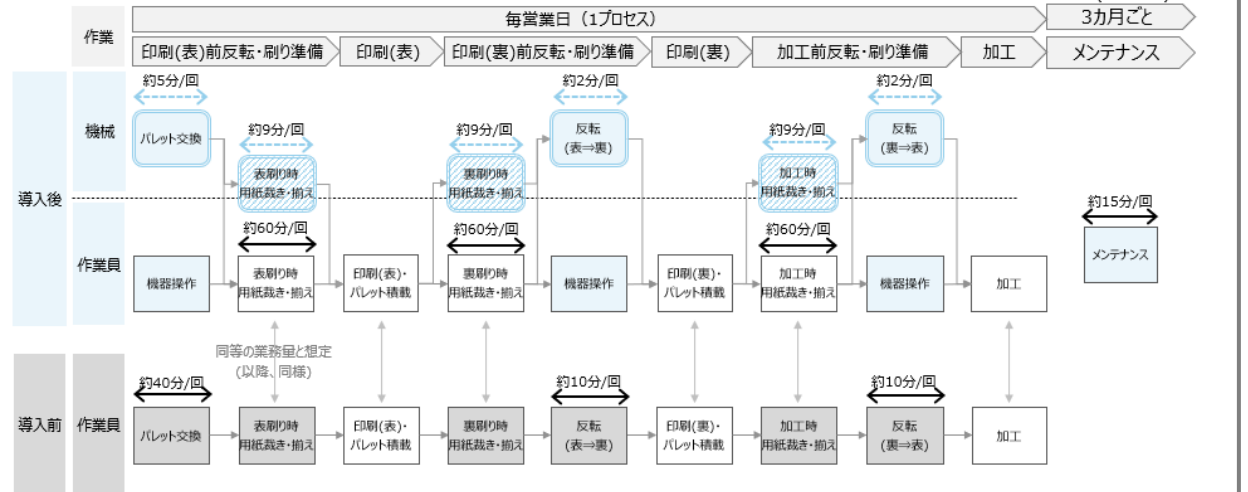 作業
毎営業日（1プロセス）
3カ月ごと
印刷(表)前反転・刷り準備
印刷(表)
印刷(裏)前反転・刷り準備
印刷(裏)
加工前反転・刷り準備
加工
メンテナンス
導入後
機械
約5分/回
パレット交換
約9分/回
表刷り時
用紙裁き・揃え
約9分/回
裏刷り時
用紙裁き・揃え
約2分/回
反転
(表⇒裏)
約9分/回
加工時
用紙裁き・揃え
約2分/回
反転
(裏⇒表)
作業員
機器操作
約60分/回
表刷り時
用紙裁き・揃え
印刷(表)・
パレット積載
約60分/回
裏刷り時
用紙裁き・揃え
機器操作
印刷(裏)・
パレット積載
約60分/回
加工時
用紙裁き・揃え
機器操作
加工
約15分/回
メンテナンス
同等の業務量と想定
(以降、同様)
導入前
作業員
約40分/回
パレット交換
表刷り時
用紙裁き・揃え
印刷(表)・
パレット積載
裏刷り時
用紙裁き・揃え
約10分/回
反転
(表⇒裏)
印刷(裏)・
パレット積載
加工時
用紙裁き・揃え
約10分/回
反転
(裏⇒表)
加工